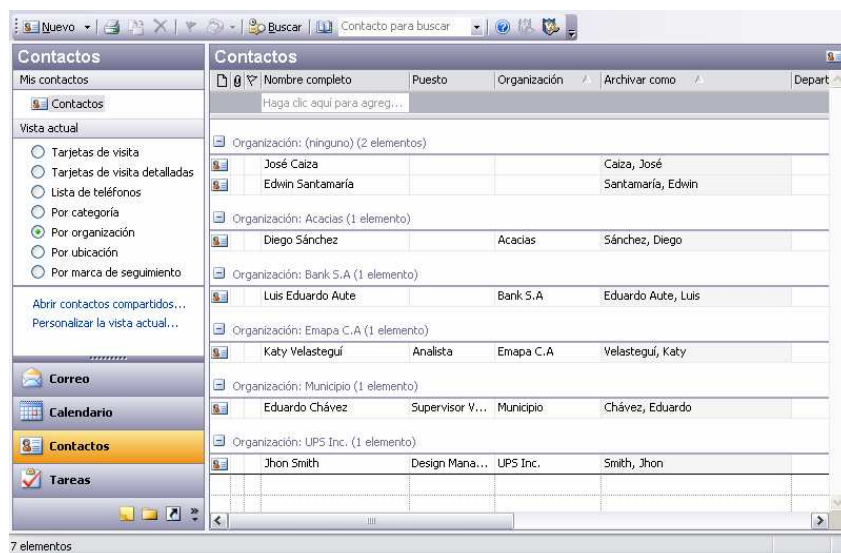 Nuevo Buscar Contacto para buscar
Contactos
Mis contactos
Contactos
Vista actual
Tarjetas de visita
Tarjetas de visita detalladas
Lista de teléfonos
Por categoría
Por organización
Por ubicación
Por marca de seguimiento
Abrir contactos compartidos...
Personalizar la vista actual...
Correo
Calendario
Contactos
Tareas
Contactos
Nombre completo Puesto Organización Archivar como Depart
Haga clic aquí para agreg...
Organización: (ninguno) (2 elementos)
José Caiza Caiza, José
Edwin Santamaría Santamaría, Edwin
Organización: Acacias (1 elemento)
Diego Sánchez Acacias Sánchez, Diego
Organización: Bank S.A (1 elemento)
Luis Eduardo Aute Bank S.A Eduardo Aute, Luis
Organización: Emapa C.A (1 elemento)
Katy Velasteguí Analista Emapa C.A Velasteguí, Katy
Organización: Municipio (1 elemento)
Eduardo Chávez Supervisor V... Municipio Chávez, Eduardo
Organización: UPS Inc. (1 elemento)
Jhon Smith Design Mana... UPS Inc. Smith, Jhon
7 elementos